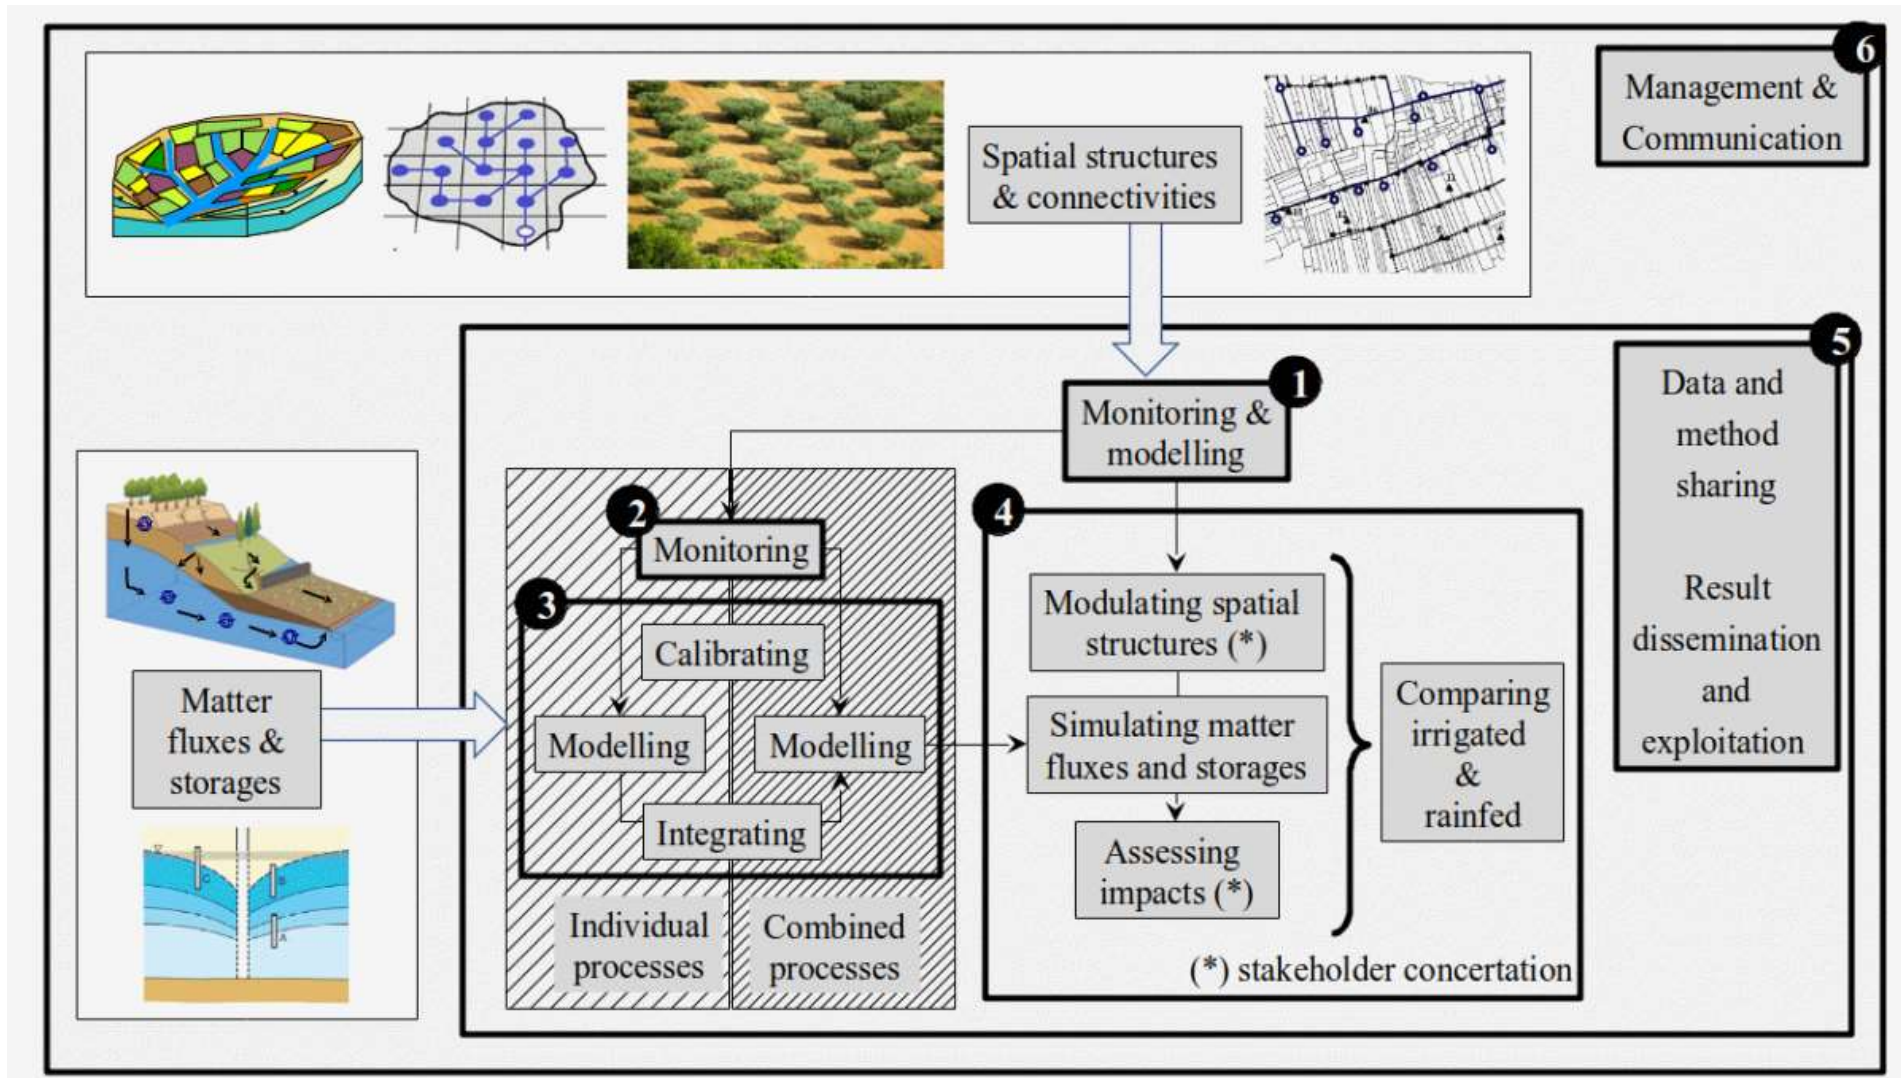 6
Management &
Communication
Spatial structures
& connectivities
5
Data and
method
sharing
Result
dissemination
and
exploitation
1
Monitoring &
modelling
2
Monitoring
3
Calibrating
Modelling
Modelling
Integrating
Individual
processes
Combined
processes
4
Modulating spatial
structures (*)
Simulating matter
fluxes and storages
Assessing
impacts (*)
Comparing
irrigated
&
rainfed
(*) stakeholder concertation
Matter
fluxes &
storages
C
B
A